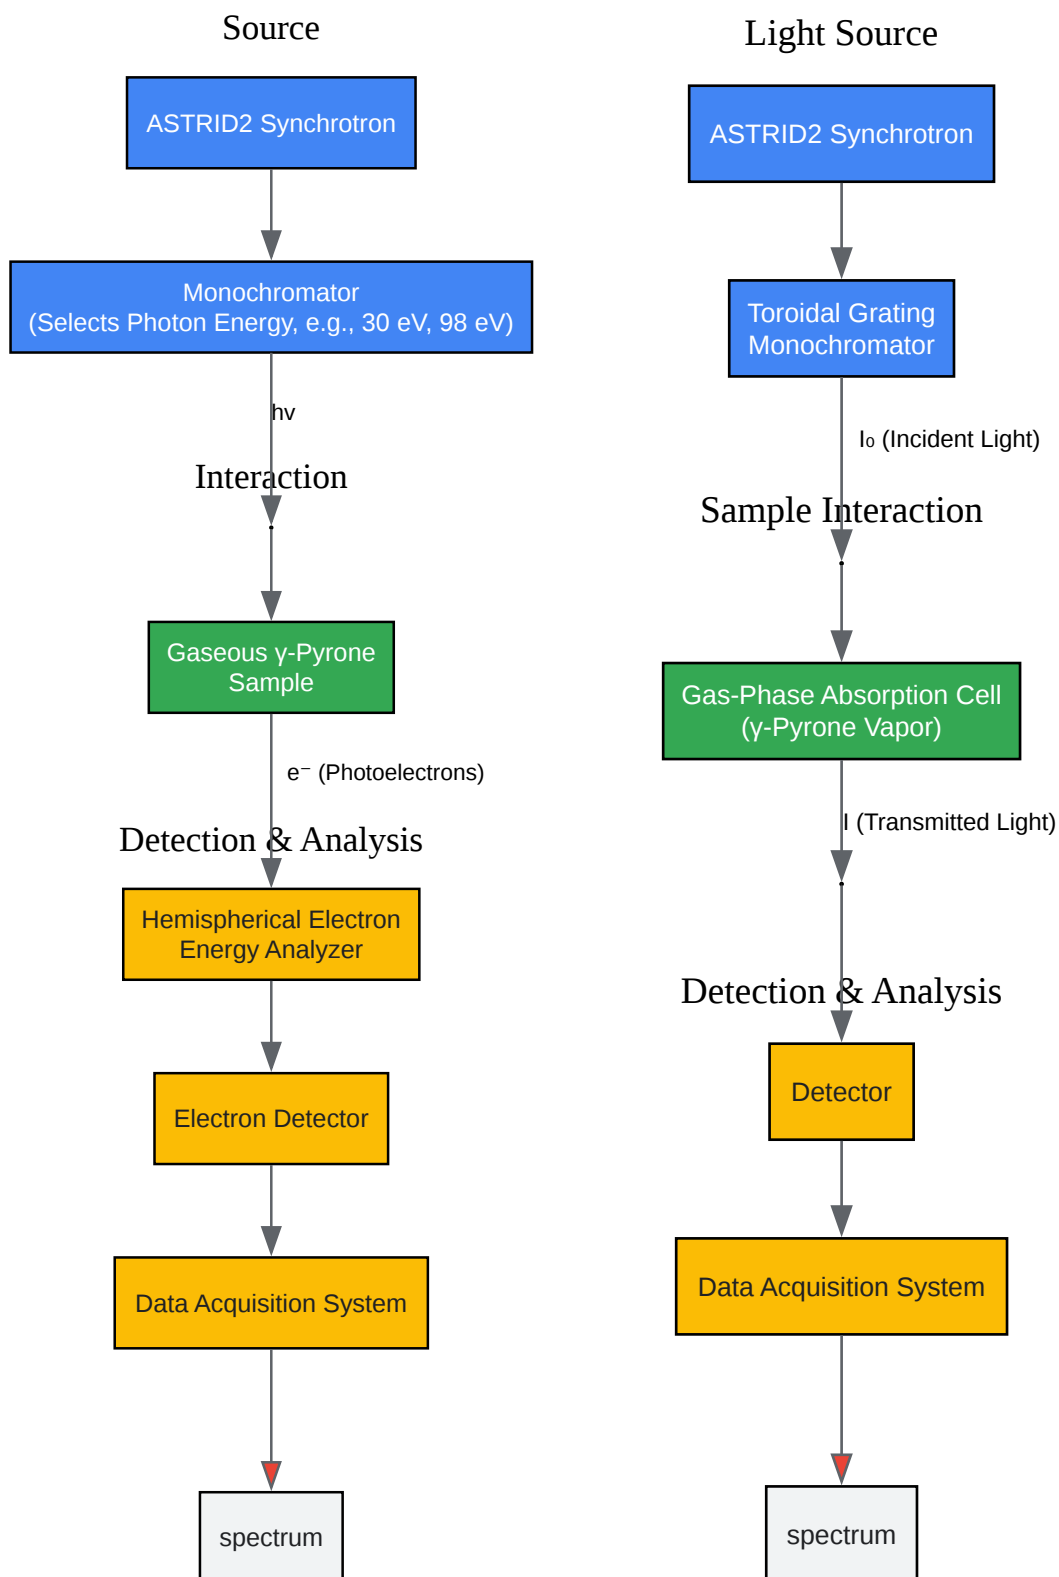 Source
ASTRID2 Synchrotron
Monochromator
(Selects Photon Energy, e.g., 30 eV, 98 eV)
hν
Interaction
Gaseous γ-Pyrone
Sample
e⁻ (Photoelectrons)
Detection & Analysis
Hemispherical Electron
Energy Analyzer
Electron Detector
Data Acquisition System
spectrum
Light Source
ASTRID2 Synchrotron
Toroidal Grating
Monochromator
I₀ (Incident Light)
Sample Interaction
Gas-Phase Absorption Cell
(γ-Pyrone Vapor)
I (Transmitted Light)
Detection & Analysis
Detector
Data Acquisition System
spectrum